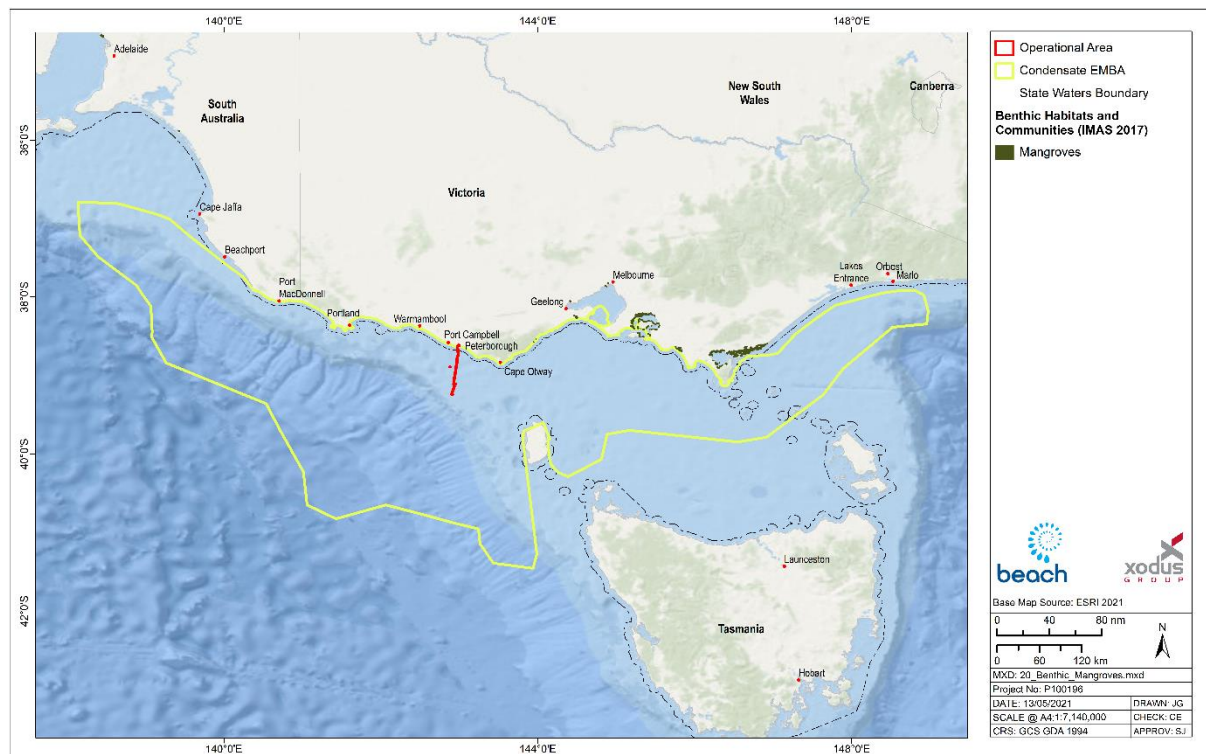 140°0'E
144°0'E
148°0'E
36°0'S
38°0'S
40°0'S
42°0'S
140°0'E
144°0'E
148°0'E
Adelaide
South
Australia
New South
Wales
Canberra
Victoria
Cape Jaffa
Beachport
Port
MacDonnell
Portland
Warrnambool
Port Campbell
Peterborough
Cape Otway
Geelong
Melbourne
Lakes
Entrance
Orbost
Marlo
Launceston
Tasmania
Hobart
Operational Area
Condensate EMBA
State Waters Boundary
Benthic Habitats and
Communities (IMAS 2017)
Mangroves
beach
xodus
GROUP
Base Map Source: ESRI 2021
0 40 80 nm
0 60 120 km
N
MXD: 20_Benthic_Mangroves.mxd
Project No: P100196
DATE: 13/05/2021 DRAWN: JG
SCALE @ A4:1:7,140,000 CHECK: CE
CRS: GCS GDA 1994 APPROV: SJ